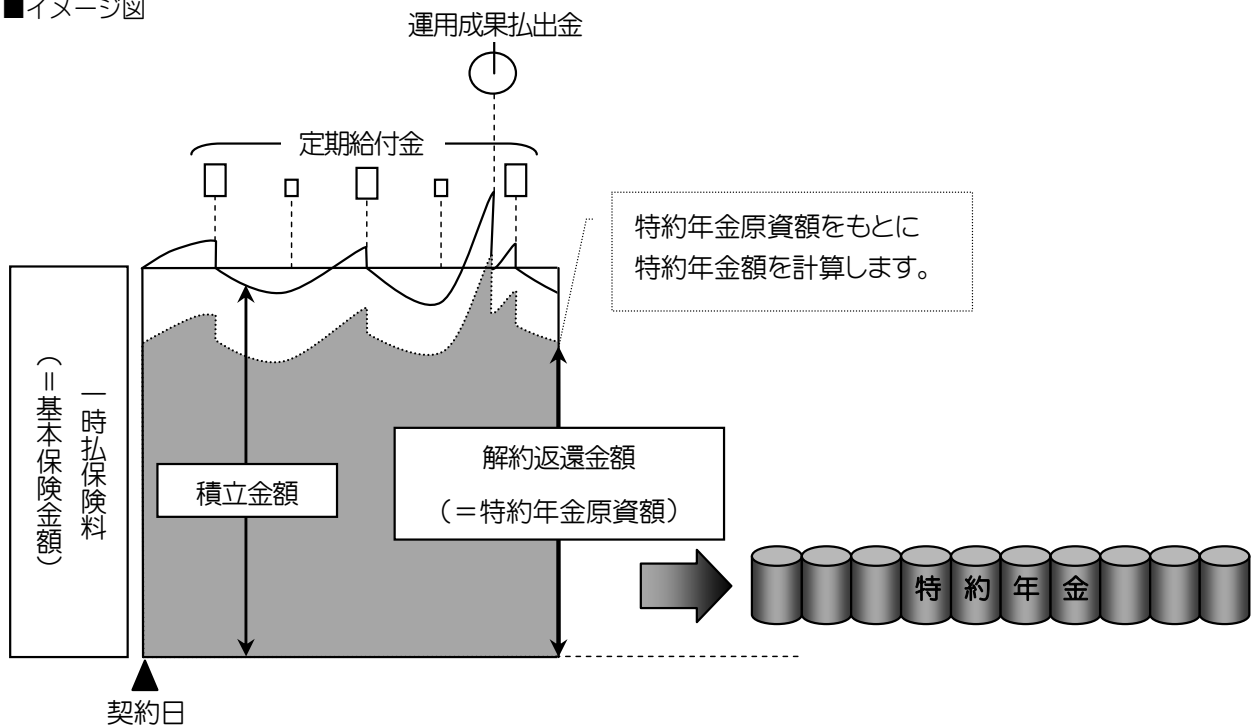 ■イメージ図
運用成果払出金
定期給付金
特約年金原資額をもとに
特約年金額を計算します。
一時払保険料
（＝基本保険金額）
積立金額
解約返還金額
（＝特約年金原資額）
特約年金
契約日